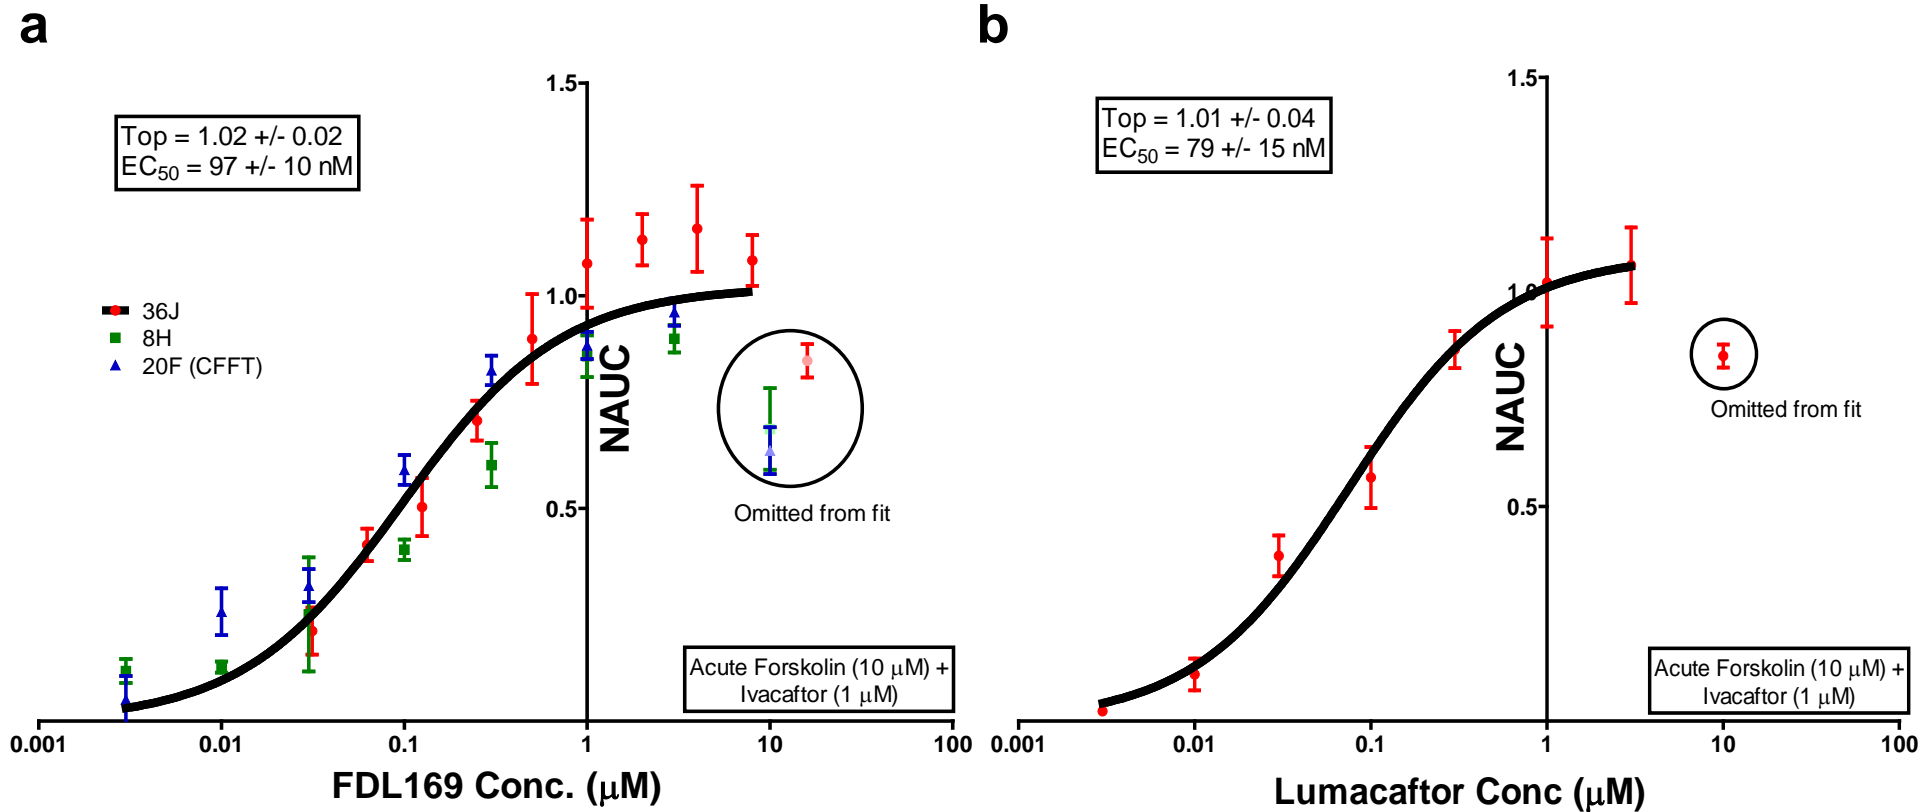 a
Top = 1.02 +/- 0.02
EC50 = 97 +/- 10 nM
36J
8H
20F (CFFT)
1.5
1.0
0.5
NAUC
Omitted from fit
Acute Forskolin (10 μM) +
Ivacaftor (1 μM)
0.001 0.01 0.1 1 10 100
FDL169 Conc. (μM)
b
Top = 1.01 +/- 0.04
EC50 = 79 +/- 15 nM
1.5
1.0
0.5
NAUC
Omitted from fit
Acute Forskolin (10 μM) +
Ivacaftor (1 μM)
0.001 0.01 0.1 1 10 100
Lumacaftor Conc (μM)